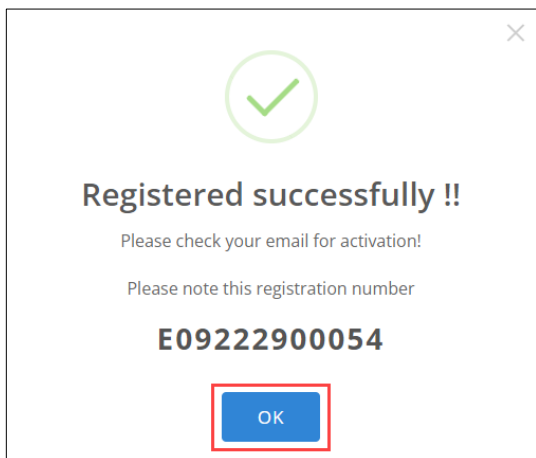 Registered successfully !!
Please check your email for activation!
Please note this registration number
E09222900054
OK